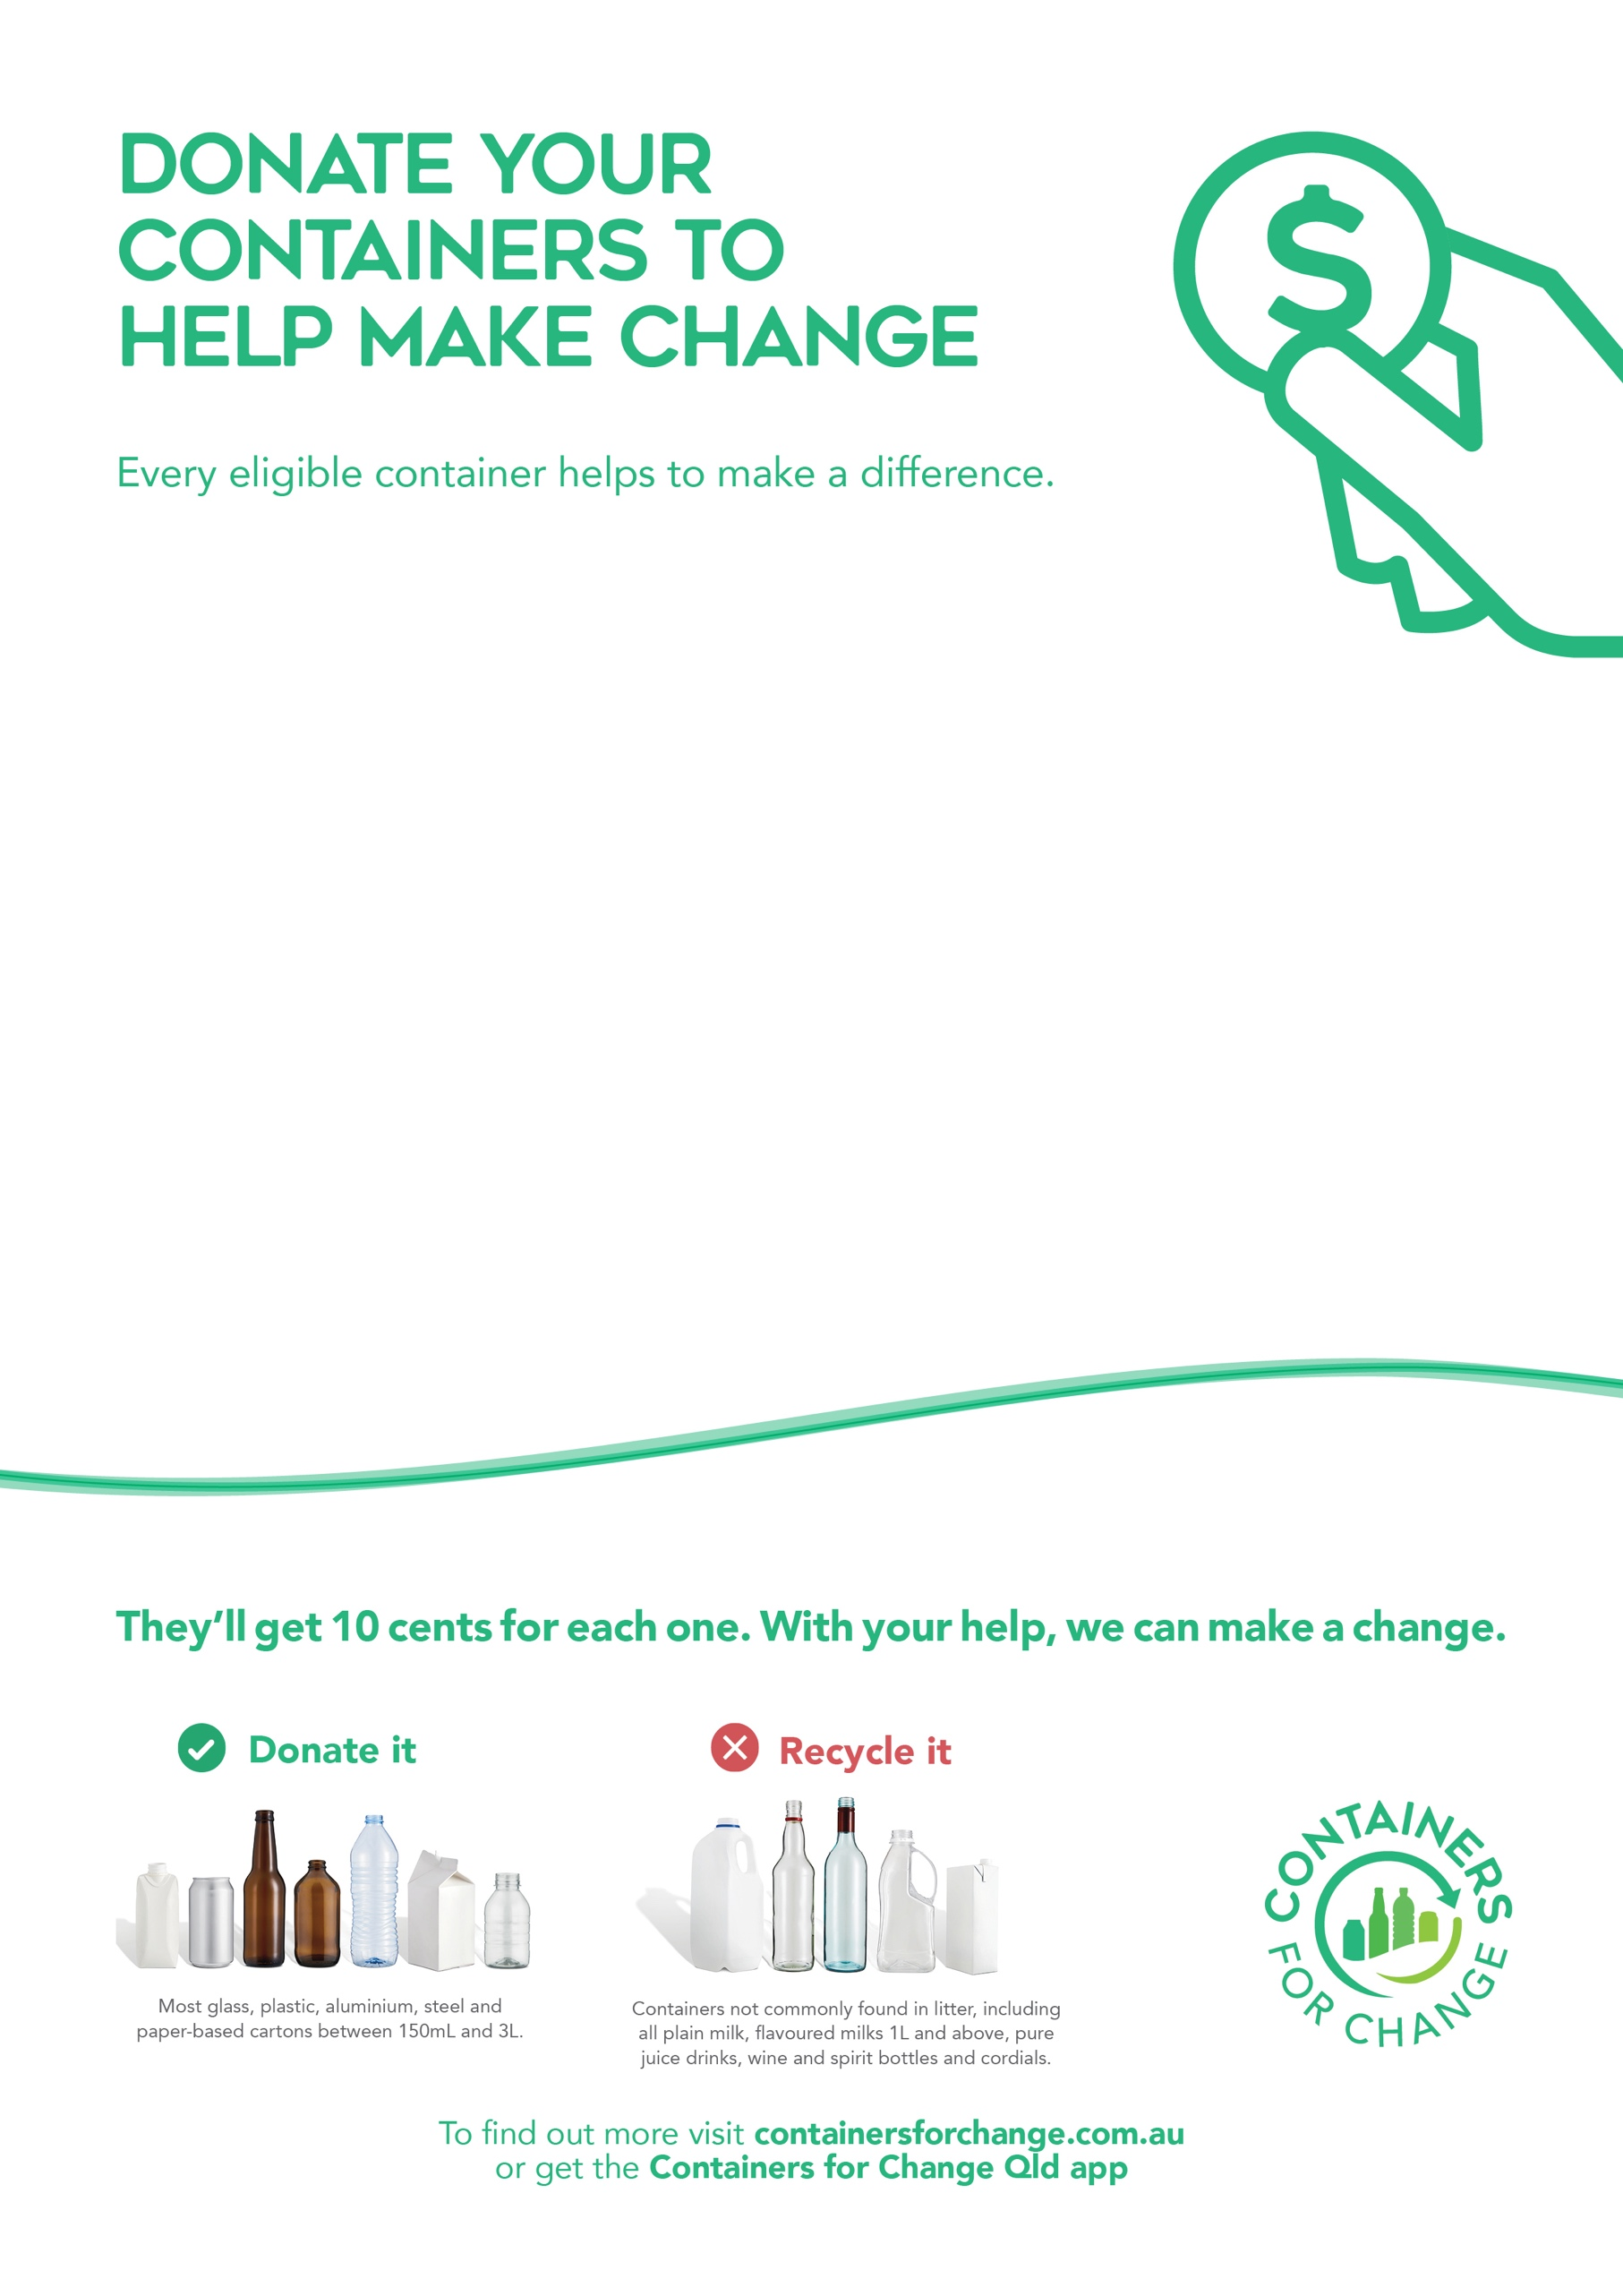 DONATE YOUR
CONTAINERS TO
HELP MAKE CHANGE
$
Every eligible container helps to make a difference.
They’ll get 10 cents for each one. With your help, we can make a change.
Donate it
Most glass, plastic, aluminium, steel and
paper-based cartons between 150mL and 3L.
Recycle it
Containers not commonly found in litter, including
all plain milk, flavoured milks 1L and above, pure
juice drinks, wine and spirit bottles and cordials.
CONTAINERS
FOR CHANGE
To find out more visit containersforchange.com.au
or get the Containers for Change Qld app